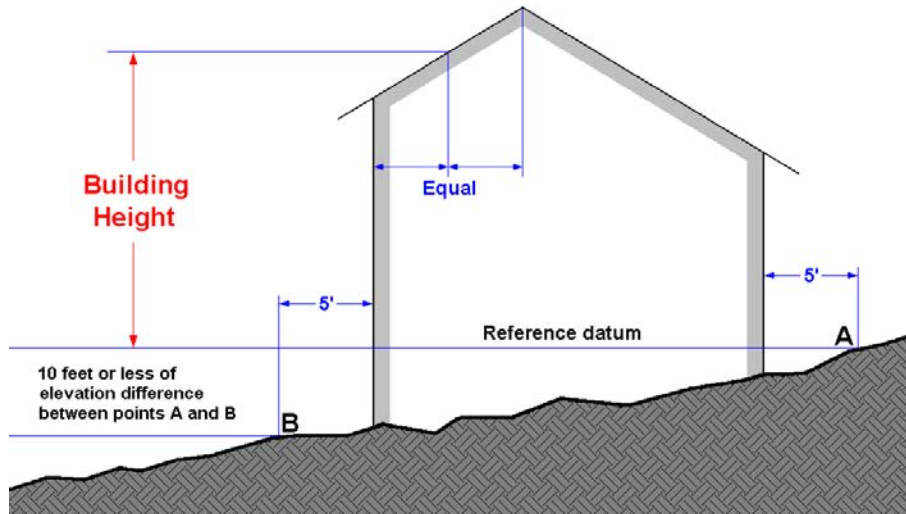 Building
Height
Equal
5'
5'
Reference datum
A
10 feet or less of
elevation difference
between points A and B
B